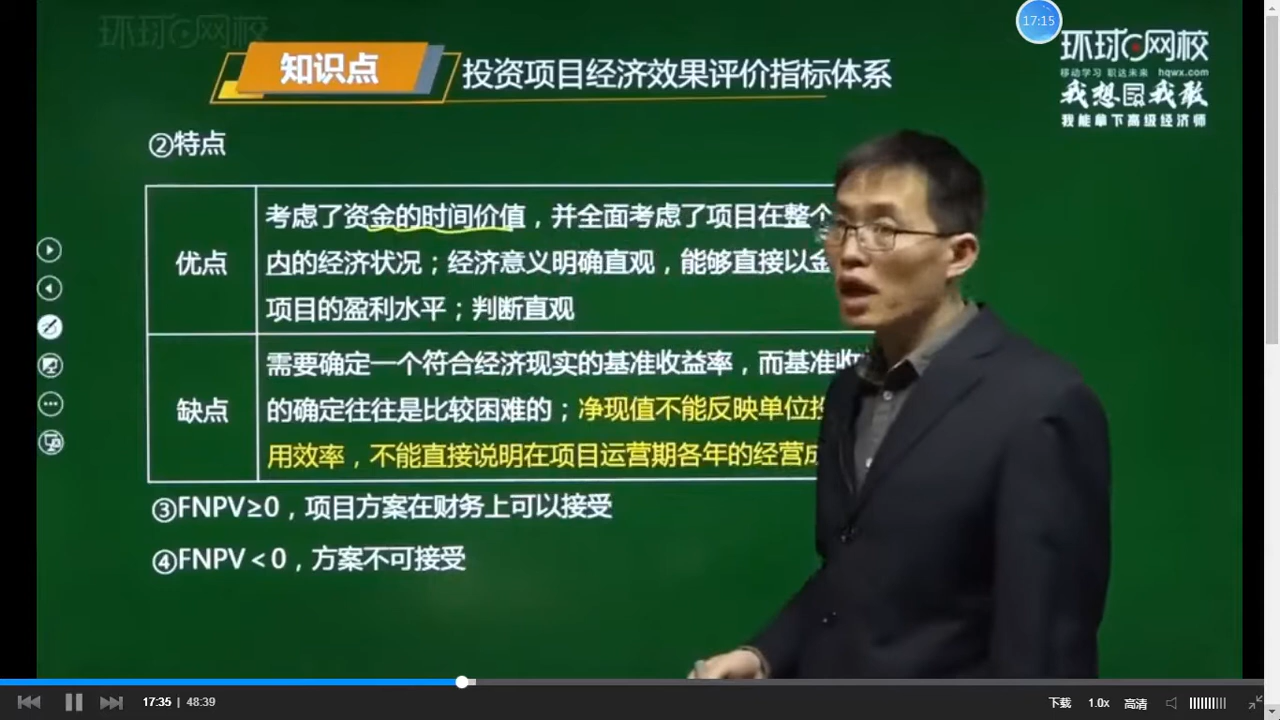 环球网校
17:15
环球网校
移动学习 职达未来 hqwx.com
我想我敢
我能拿下高级经济师
知识点
投资项目经济效果评价指标体系
②特点
优点
考虑了资金的时间价值，并全面考虑了项目在整个
内的经济状况；经济意义明确直观，能够直接以金
项目的盈利水平；判断直观
缺点
需要确定一个符合经济现实的基准收益率，而基准收
的确定往往是比较困难的；净现值不能反映单位投
用效率，不能直接说明在项目运营期各年的经营成
③FNPV≥0，项目方案在财务上可以接受
④FNPV＜0，方案不可接受
17:35 | 48:39
下载 1.0x 高清